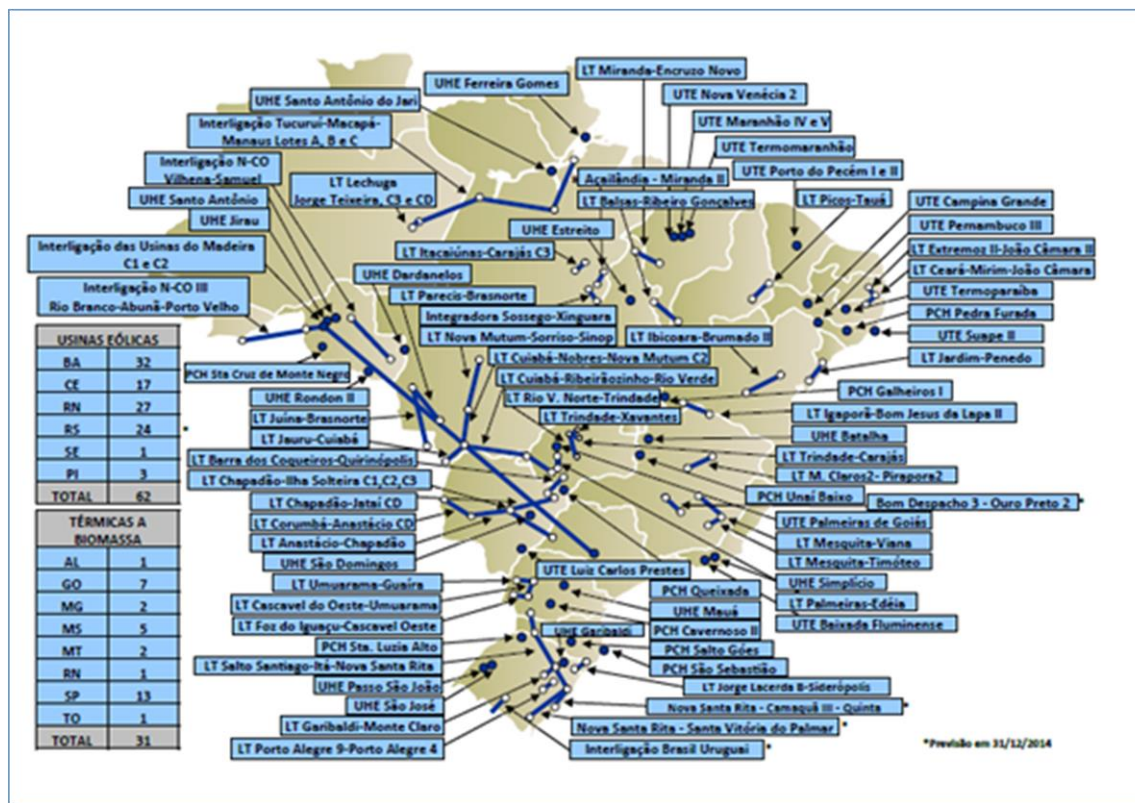 LT Miranda-Encruzo Novo
UHE Ferreira Gomes
UTE Nova Venécia 2
UHE Santo Antônio do Jari
UTE Maranhão IV e V
Interligação Tucuruí-Macapá-
Manaus Lotes A, B e C
UTE Termomaranhão
UTE Porto do Pecém I e II
Interligação N-CO
Vilhena-Samuel
Açailândia - Miranda II
LT Lechuga
Jorge Teixeira, C3 e CD
LT Balsas-Ribeiro Gonçalves
LT Picos-Tauá
UHE Santo Antônio
UTE Campina Grande
UHE Jirau
UHE Estreito
UTE Pernambuco III
Interligação das Usinas do Madeira
C1 e C2
LT Itacaiúnas-Carajás C3
LT Extremoz II-João Câmara II
UHE Dardanelos
LT Ceará-Mirim-João Câmara
Interligação N-CO III
Rio Branco-Abunã-Porto Velho
LT Parecis-Brasnorte
UTE Termoparaíba
Integradora Sossego-Xinguara
PCH Pedra Furada
LT Nova Mutum-Sorriso-Sinop
LT Ibicoara-Brumado II
UTE Suape II
LT Cuiabá-Nobres-Nova Mutum C2
LT Jardim-Penedo
PCH Sta Cruz de Monte Negro
LT Cuiabá-Ribeirãozinho-Rio Verde
UHE Rondon II
LT Rio V. Norte-Trindade
PCH Galheiros I
LT Juína-Brasnorte
LT Trindade-Xavantes
LT Igaporã-Bom Jesus da Lapa II
LT Jauru-Cuiabá
UHE Batalha
LT Barra dos Coqueiros-Quirinópolis
LT Trindade-Carajás
LT Chapadão-Ilha Solteira C1,C2,C3
LT M. Claros2- Pirapora2
LT Chapadão-Jataí CD
PCH Unaí Baixo
Bom Despacho 3 - Ouro Preto 2*
LT Corumbá-Anastácio CD
UTE Palmeiras de Goiás
LT Anastácio-Chapadão
LT Mesquita-Viana
UHE São Domingos
LT Mesquita-Timóteo
UTE Luiz Carlos Prestes
UHE Simplício
LT Umuarama-Guaíra
PCH Queixada
LT Palmeiras-Edéia
LT Cascavel do Oeste-Umuarama
UHE Mauá
UTE Baixada Fluminense
LT Foz do Iguaçu-Cascavel Oeste
UHE Garibaldi
PCH Cavernoso II
PCH Sta. Luzia Alto
PCH Salto Góes
LT Salto Santiago-Itá-Nova Santa Rita
PCH São Sebastião
UHE Passo São João
LT Jorge Lacerda B-Siderópolis
UHE São José
Nova Santa Rita - Camaquã III - Quinta *
LT Garibaldi-Monte Claro
Nova Santa Rita - Santa Vitória do Palmar *
LT Porto Alegre 9-Porto Alegre 4
Interligação Brasil Uruguai *
*Previsão em 31/12/2014
USINAS EÓLICAS
BA 32
CE 17
RN 27
RS 24 *
SE 1
PI 3
TOTAL 62
TÉRMICAS A
BIOMASSA
AL 1
GO 7
MG 2
MS 5
MT 2
RN 1
SP 13
TO 1
TOTAL 31